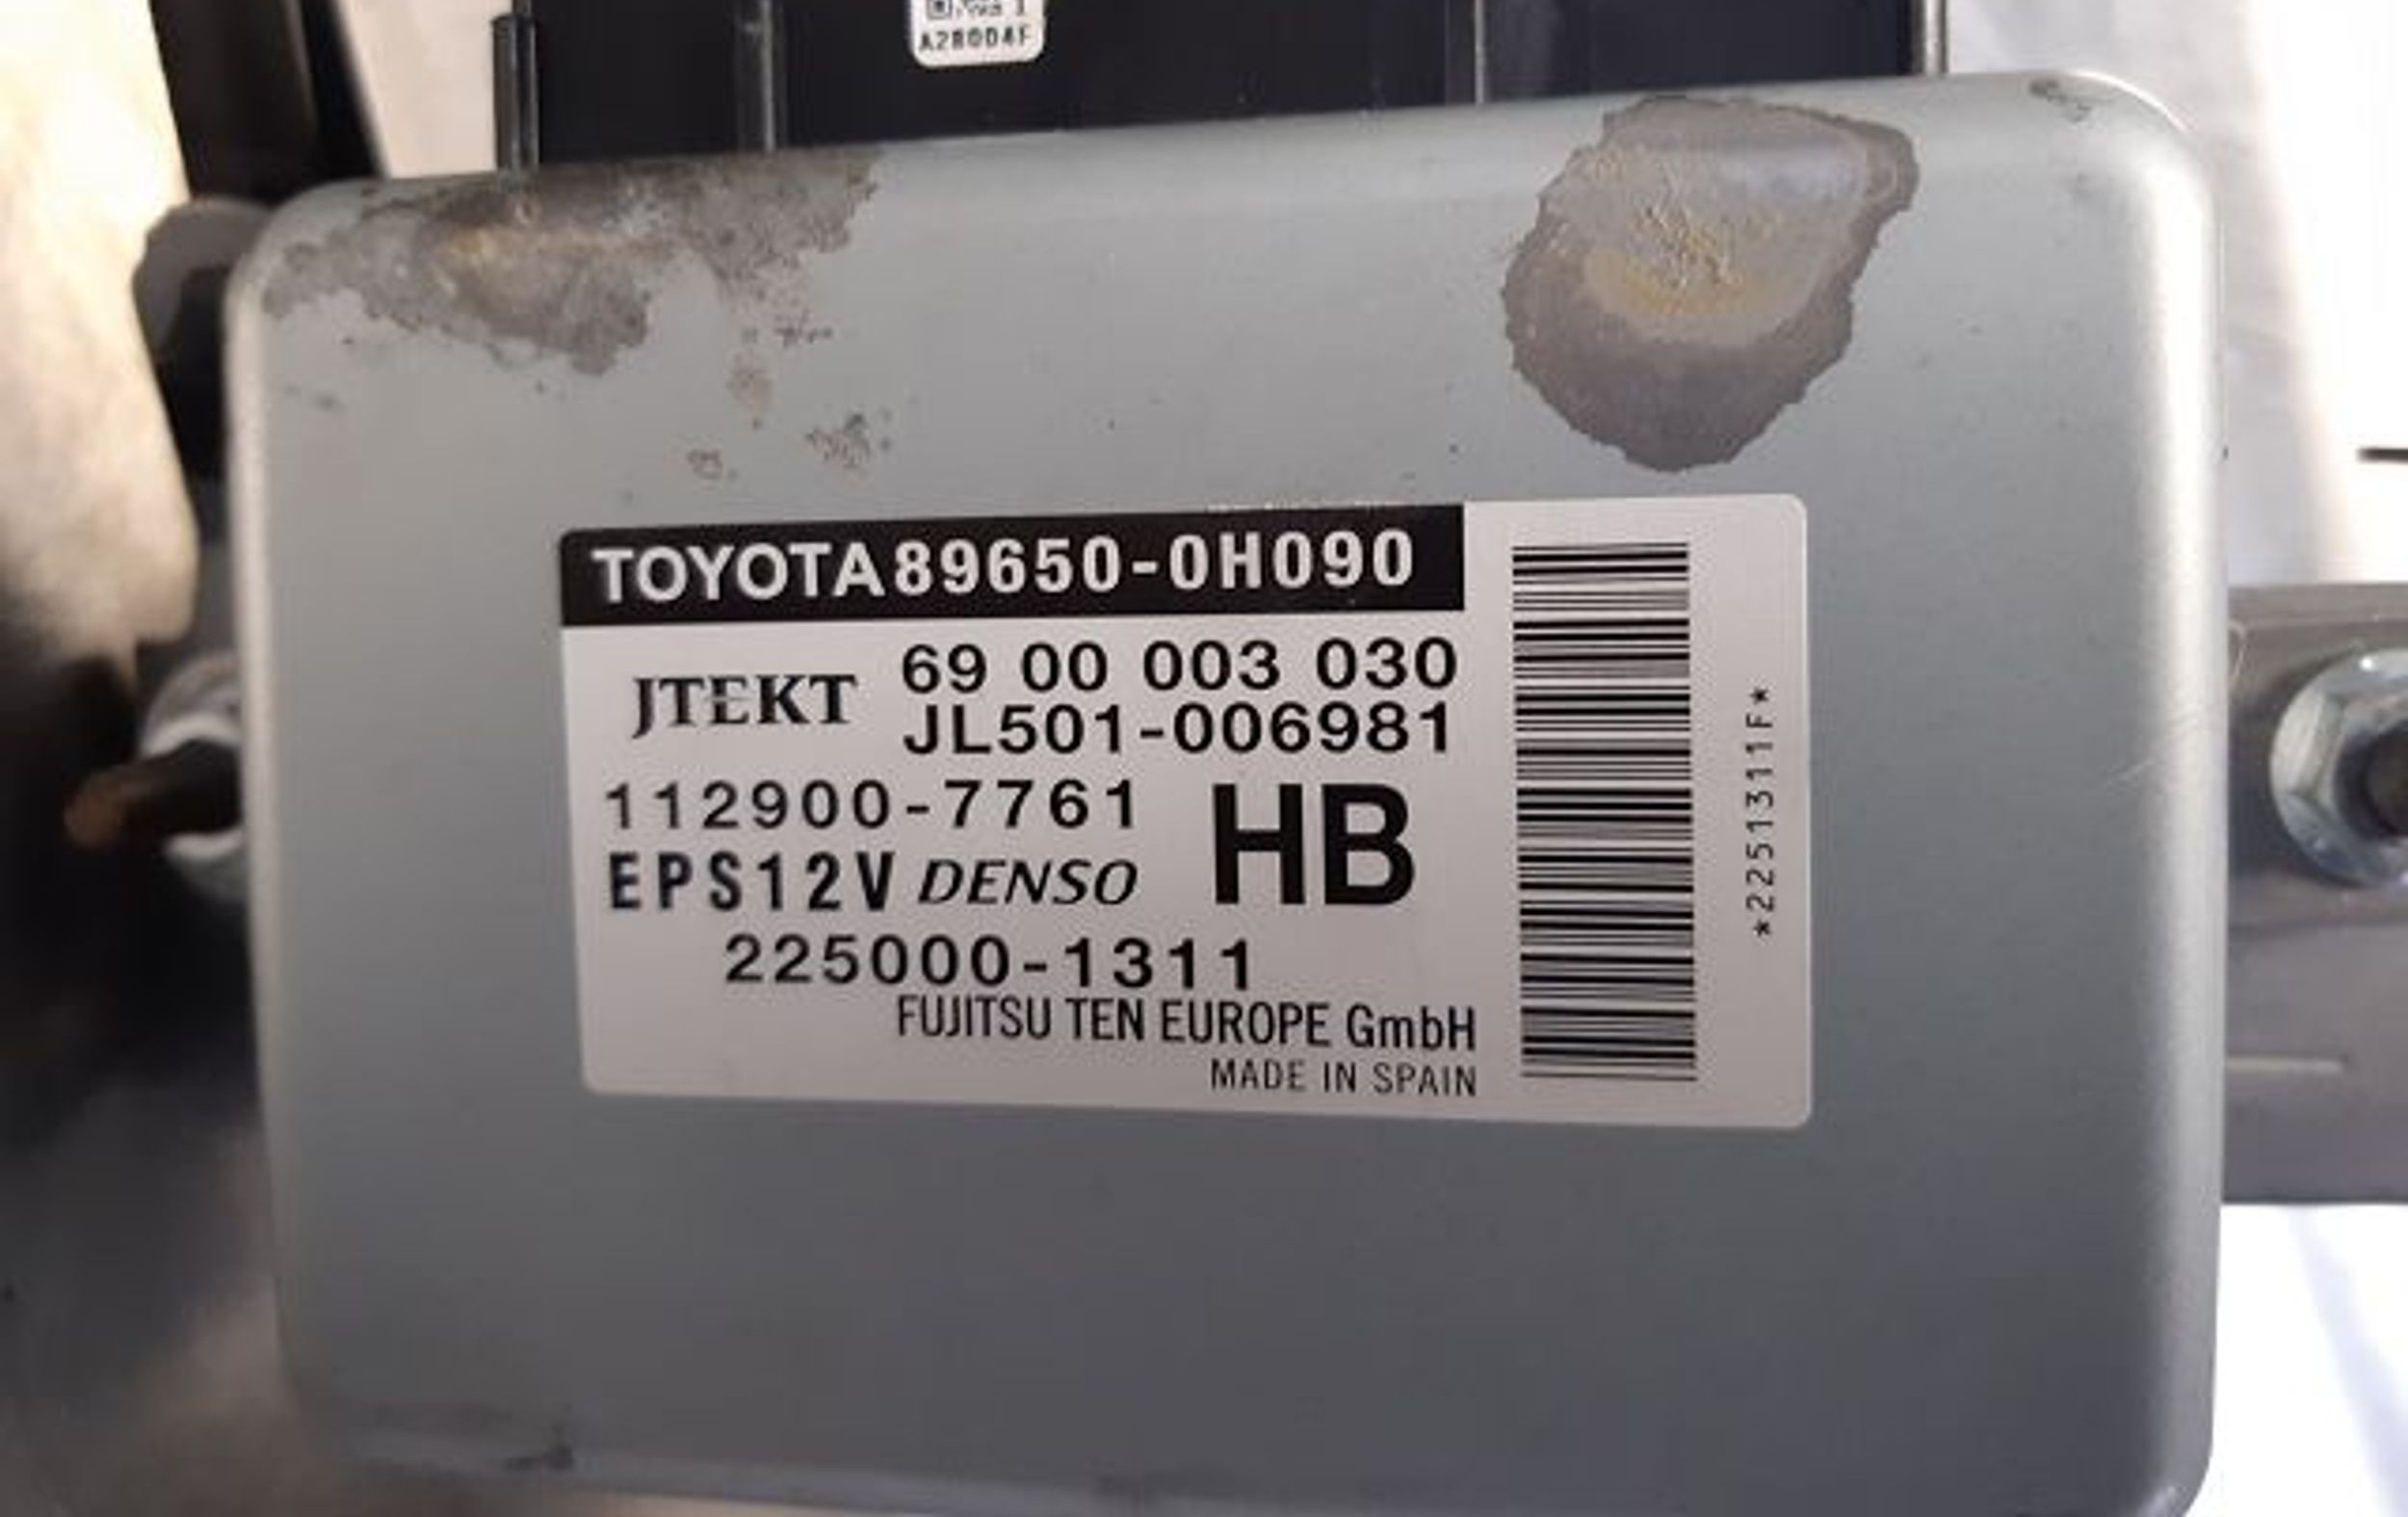 A280D4F
TOYOTA 89650-0H090
JTEKT 69 00 003 030
JL501-006981
112900-7761 HB
EPS12V DENSO
225000-1311
FUJITSU TEN EUROPE GmbH
MADE IN SPAIN
*2251311F*